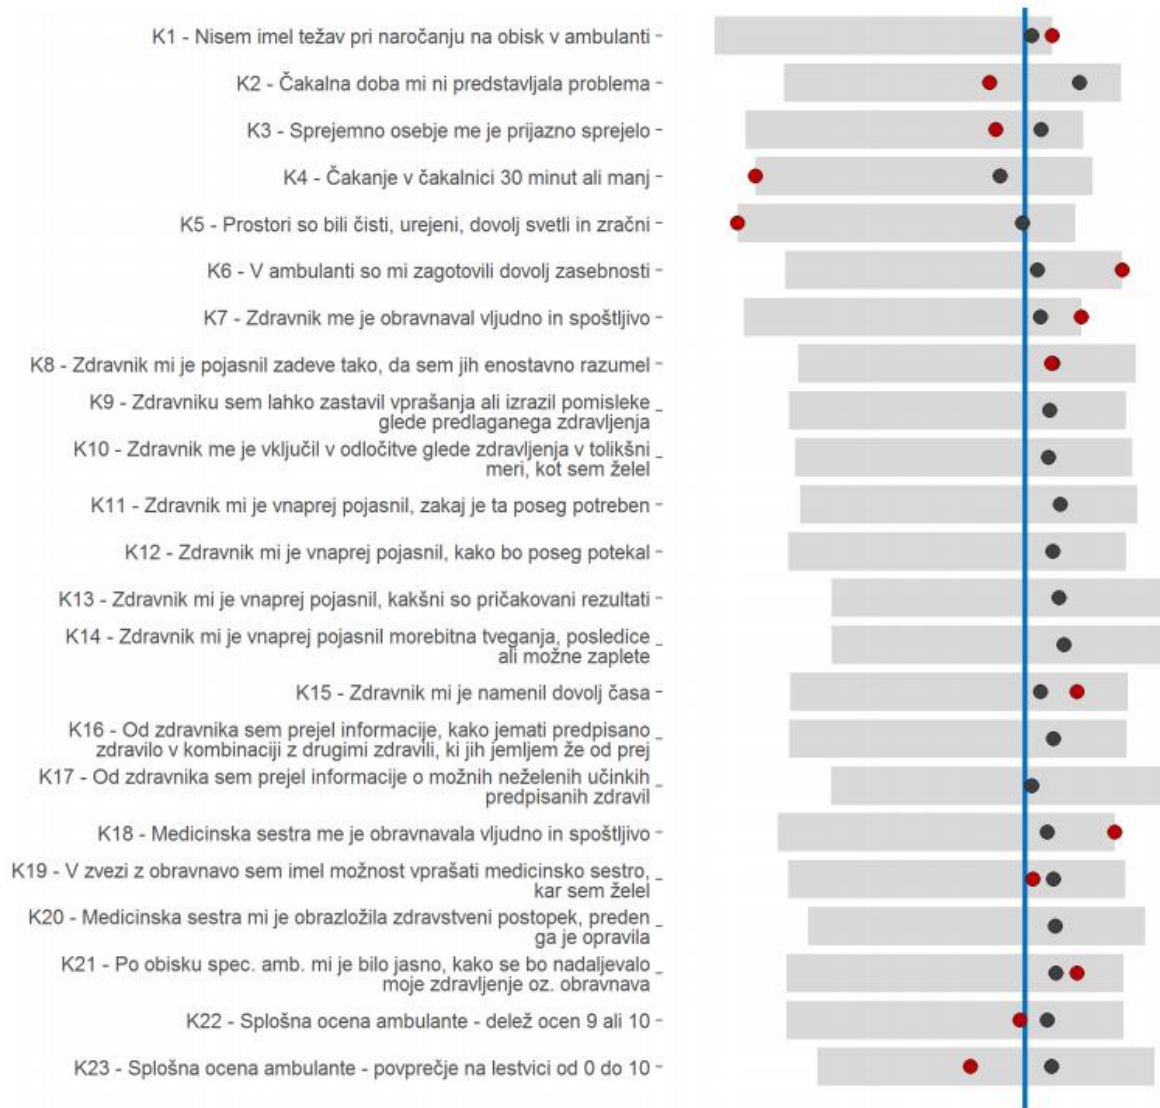 K1 - Nisem imel težav pri naročanju na obisk v ambulanti
K2 - Čakalna doba mi ni predstavljala problema
K3 - Sprejemno osebje me je prijazno sprejelo
K4 - Čakanje v čakalnici 30 minut ali manj
K5 - Prostori so bili čisti, urejeni, dovolj svetli in zračni
K6 - V ambulanti so mi zagotovili dovolj zasebnosti
K7 - Zdravnik me je obravnaval vljudno in spoštljivo
K8 - Zdravnik mi je pojasnil zadeve tako, da sem jih enostavno razumel
K9 - Zdravniku sem lahko zastavil vprašanja ali izrazil pomisleke
glede predlaganega zdravljenja
K10 - Zdravnik me je vključil v odločitve glede zdravljenja v tolikšni
meri, kot sem želel
K11 - Zdravnik mi je vnaprej pojasnil, zakaj je ta poseg potreben
K12 - Zdravnik mi je vnaprej pojasnil, kako bo poseg potekal
K13 - Zdravnik mi je vnaprej pojasnil, kakšni so pričakovani rezultati
K14 - Zdravnik mi je vnaprej pojasnil morebitna tveganja, posledice
ali možne zaplete
K15 - Zdravnik mi je namenil dovolj časa
K16 - Od zdravnika sem prejel informacije, kako jemati predpisano
zdravilo v kombinaciji z drugimi zdravili, ki jih jemljem že od prej
K17 - Od zdravnika sem prejel informacije o možnih neželenih učinkih
predpisanih zdravil
K18 - Medicinska sestra me je obravnavala vljudno in spoštljivo
K19 - V zvezi z obravnavo sem imel možnost vprašati medicinsko sestro,
kar sem želel
K20 - Medicinska sestra mi je obrazložila zdravstveni postopek, preden
ga je opravila
K21 - Po obisku spec. amb. mi je bilo jasno, kako se bo nadaljevalo
moje zdravljenje oz. obravnava
K22 - Splošna ocena ambulante - delež ocen 9 ali 10
K23 - Splošna ocena ambulante - povprečje na lestvici od 0 do 10